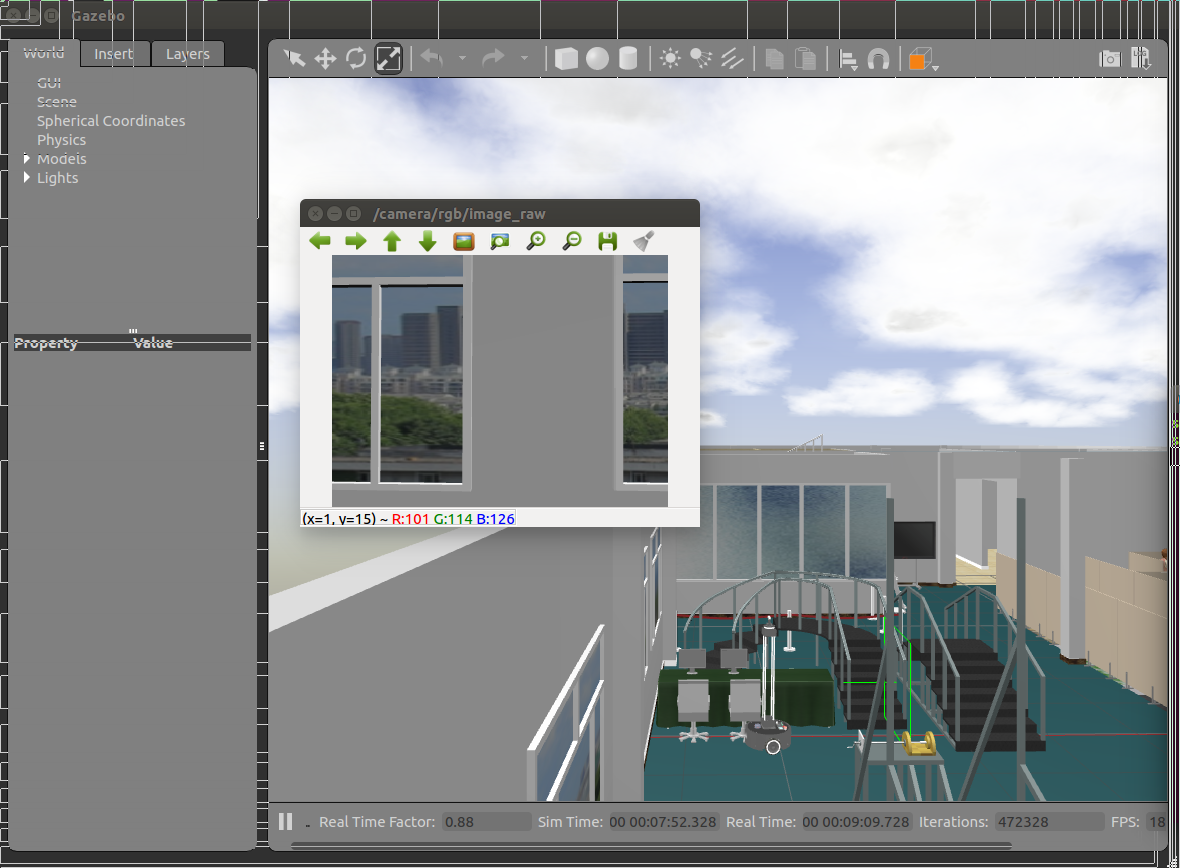 Gazebo
World Insert Layers
GUI
Scene
Spherical Coordinates
Physics
Models
Lights
/camera/rgb/image_raw
Property Value
(x=1, y=15) ~ R:101 G:114 B:126
Real Time Factor: 0.88 Sim Time: 00 00:07:52.328 Real Time: 00 00:09:09.728 Iterations: 472328 FPS: 18